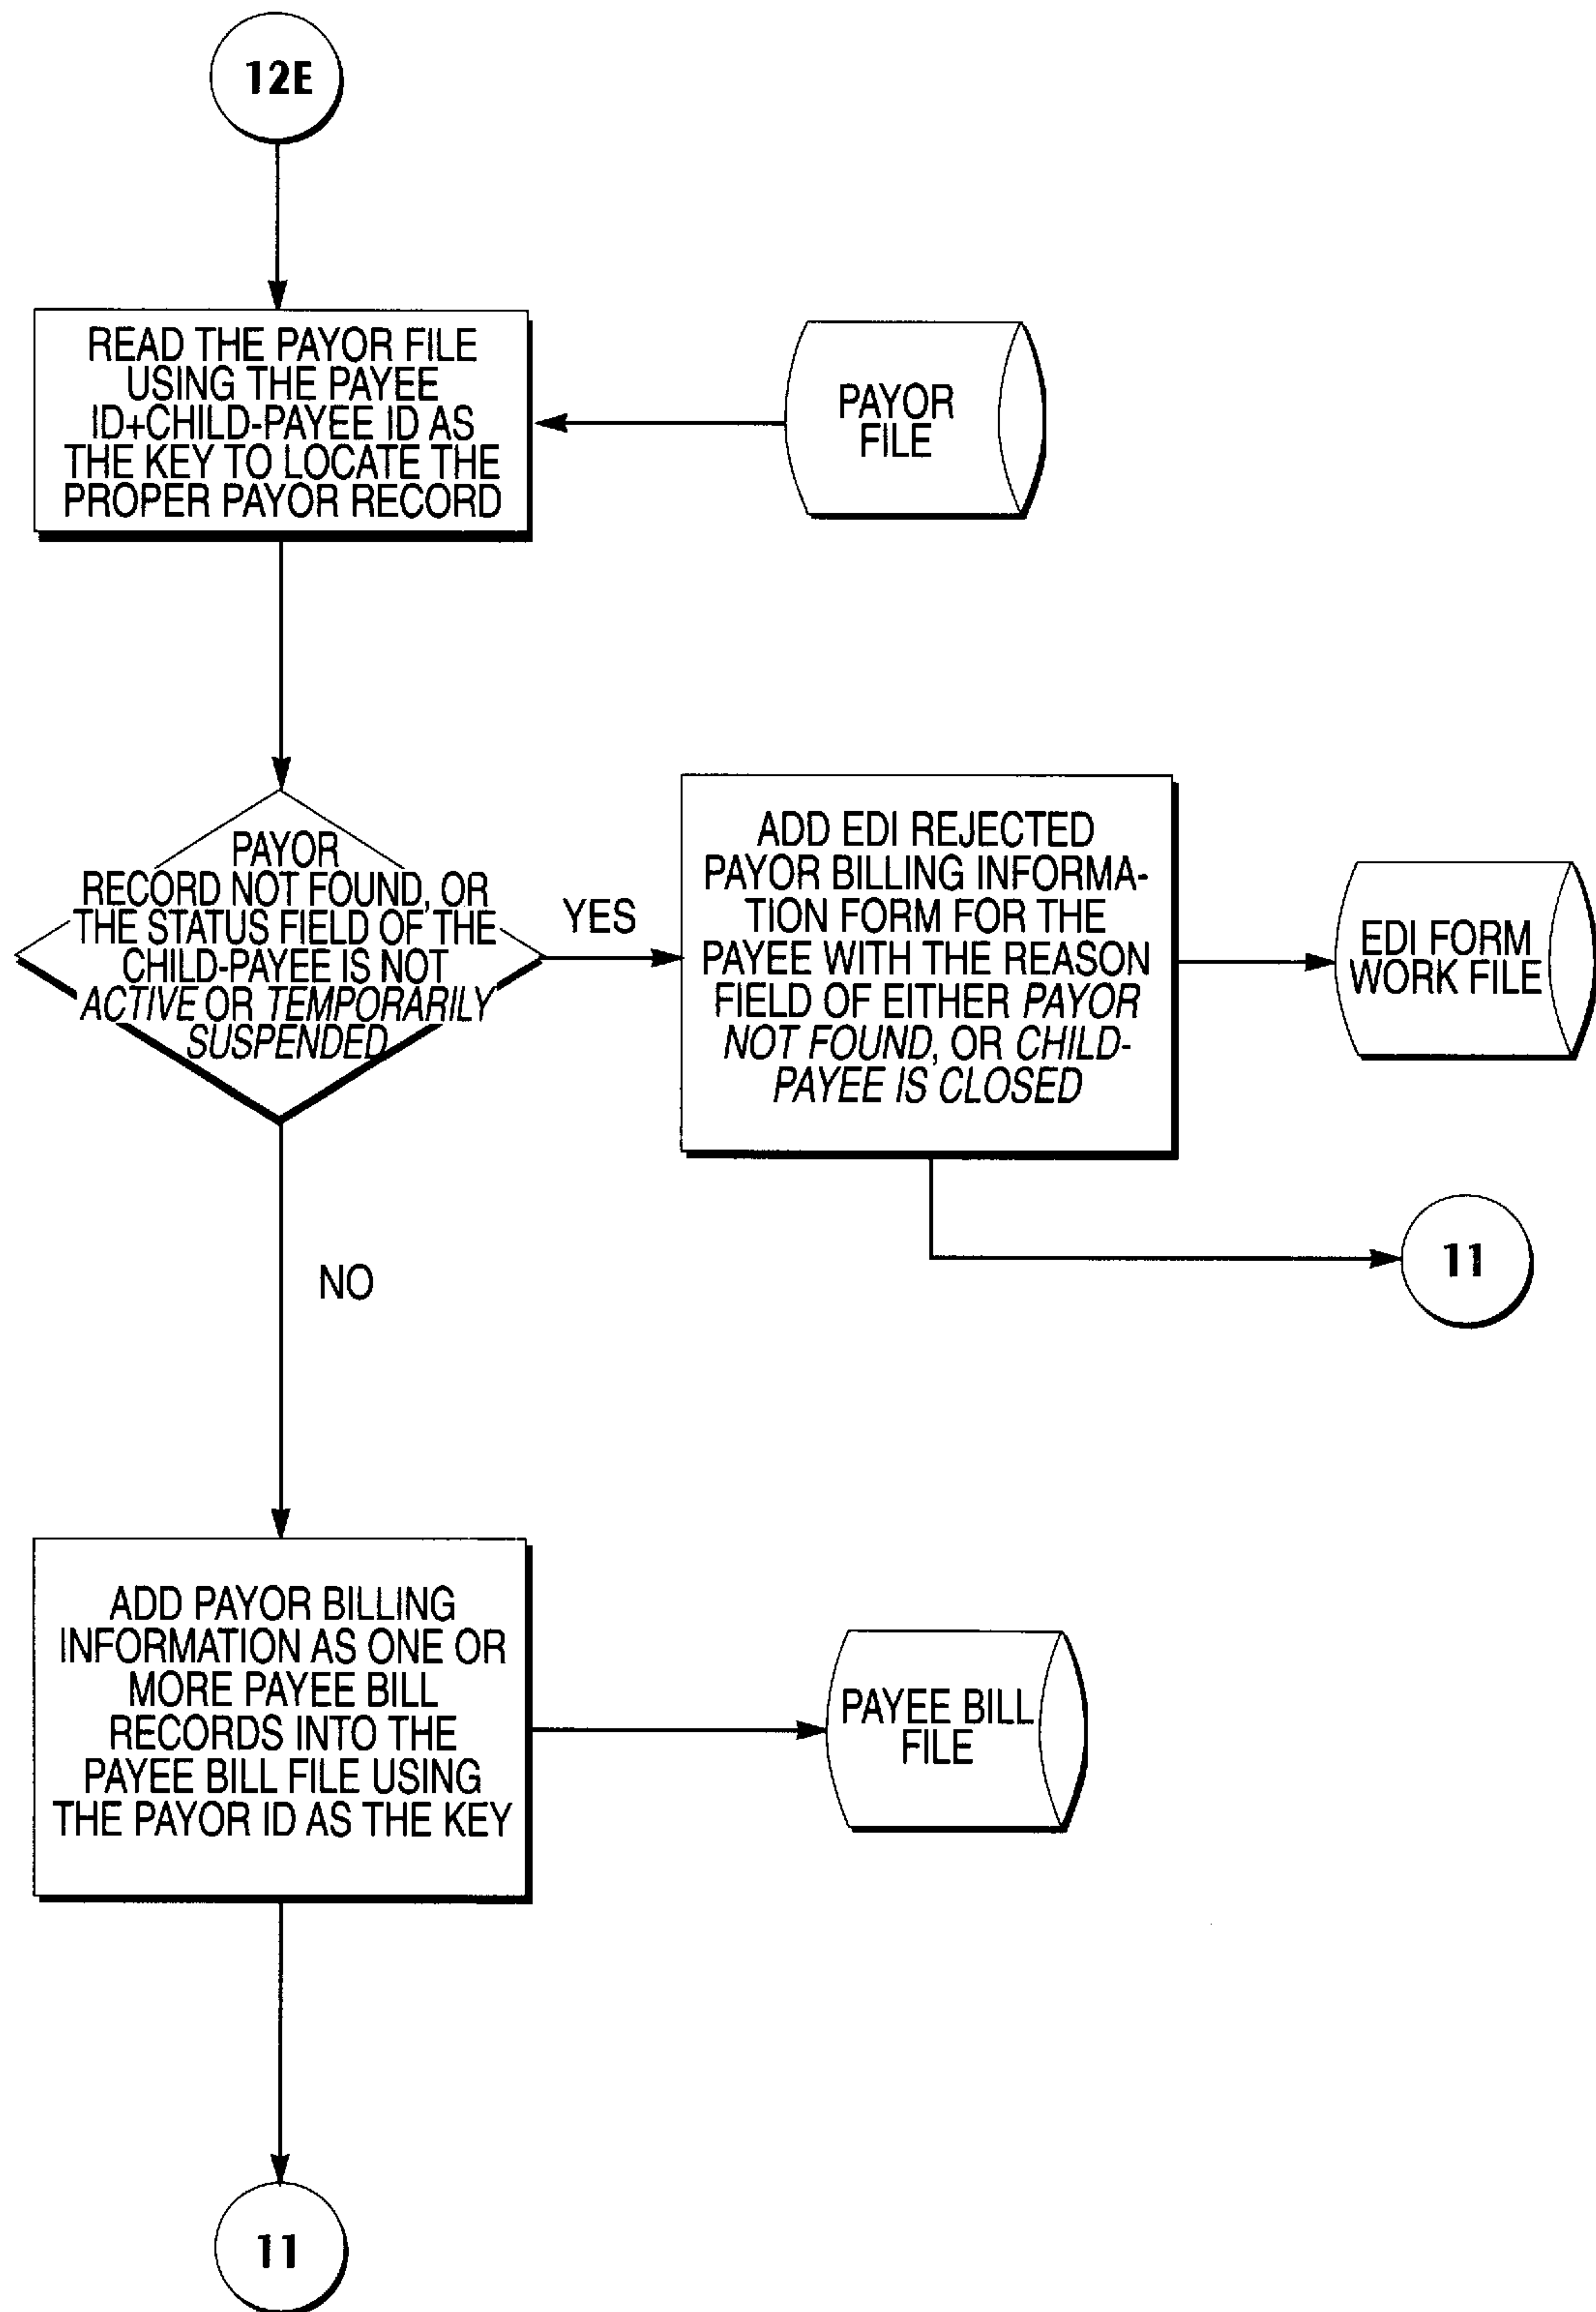 12E
READ THE PAYOR FILE
USING THE PAYEE
ID+CHILD-PAYEE ID AS
THE KEY TO LOCATE THE
PROPER PAYOR RECORD
PAYOR
FILE
PAYOR
RECORD NOT FOUND, OR
THE STATUS FIELD OF THE
CHILD-PAYEE IS NOT
ACTIVE OR TEMPORARILY
SUSPENDED
YES
ADD EDI REJECTED
PAYOR BILLING INFORMA-
TION FORM FOR THE
PAYEE WITH THE REASON
FIELD OF EITHER PAYOR
NOT FOUND, OR CHILD-
PAYEE IS CLOSED
EDI FORM
WORK FILE
11
NO
ADD PAYOR BILLING
INFORMATION AS ONE OR
MORE PAYEE BILL
RECORDS INTO THE
PAYEE BILL FILE USING
THE PAYOR ID AS THE KEY
PAYEE BILL
FILE
11